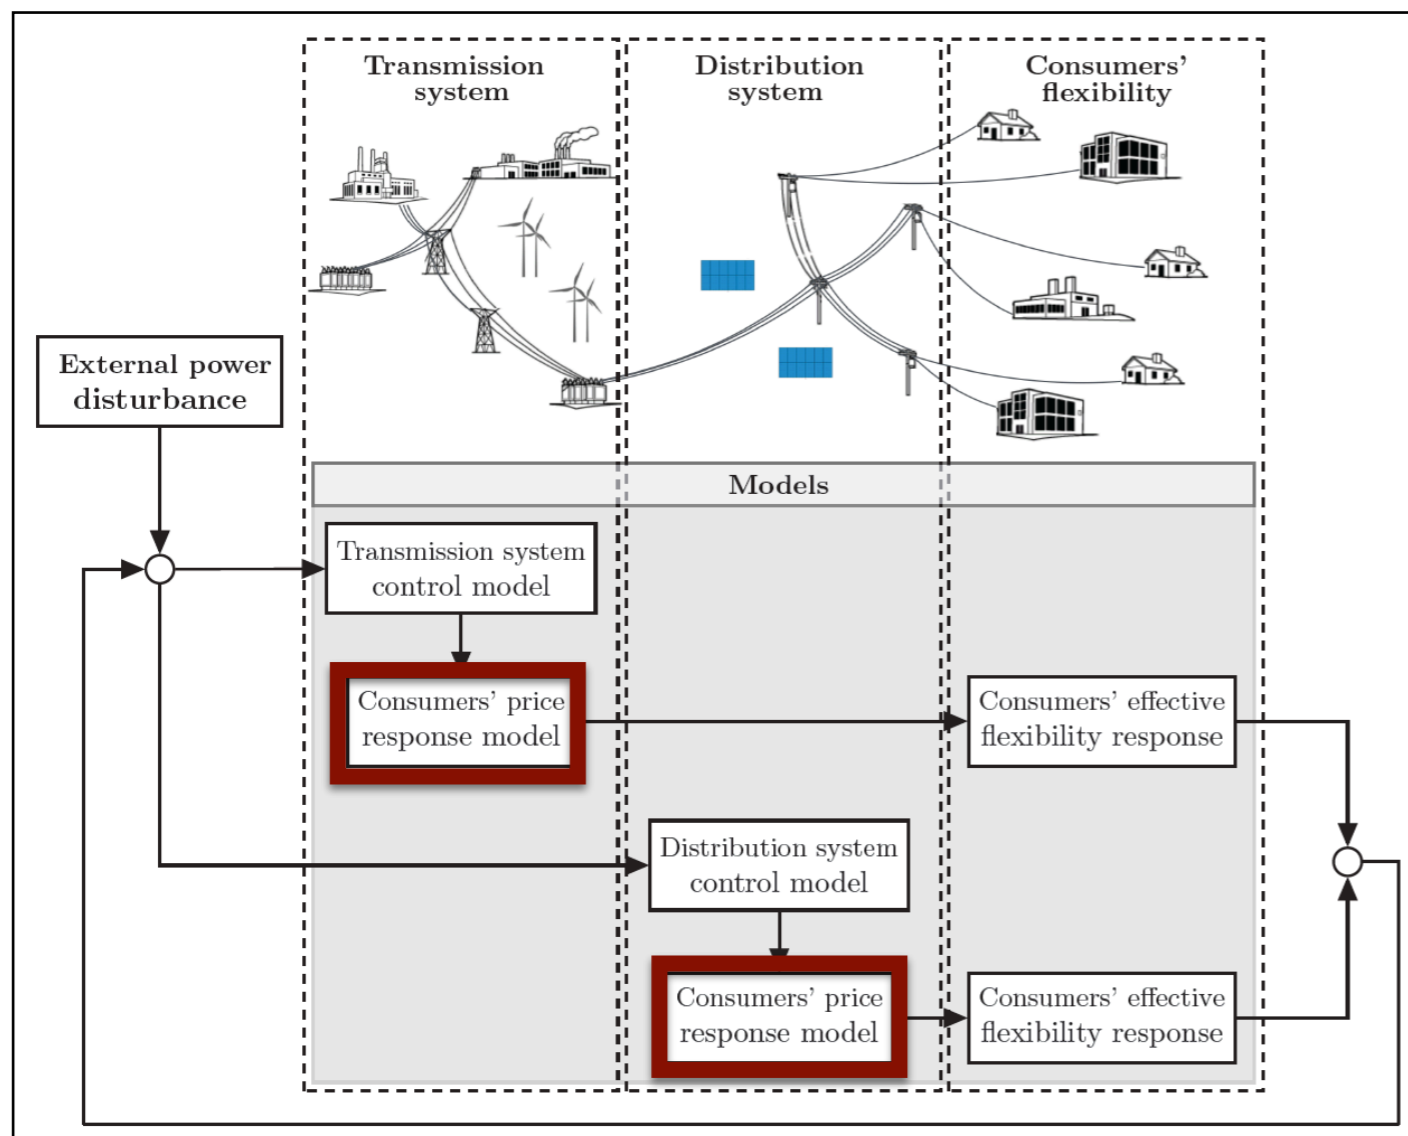 Transmission
system
Distribution
system
Consumers'
flexibility
External power
disturbance
Models
Transmission system
control model
Consumers' price
response model
Consumers' effective
flexibility response
Distribution system
control model
Consumers' price
response model
Consumers' effective
flexibility response